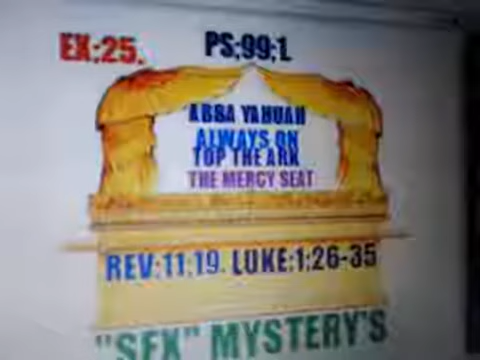 EX;25. PS;99;1.
ABBA YAHUAH
ALWAYS ON
TOP THE ARK
THE MERCY SEAT
REV:11:19. LUKE:1:26-35
"SEX" MYSTERY'S